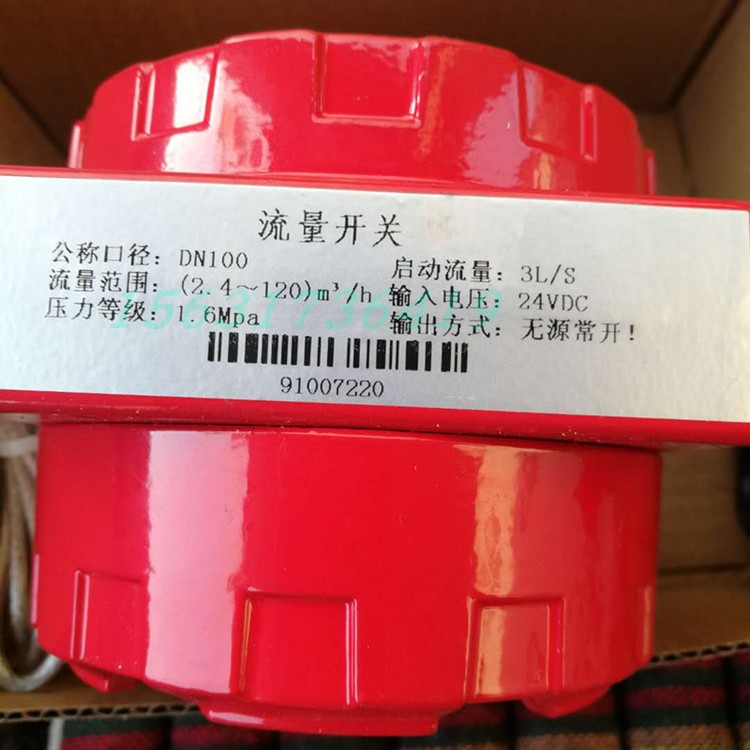 流量开关
公称口径: DN100 启动流量: 3L/S
流量范围: (2.4～120)m³/h 输入电压: 24VDC
压力等级: 1.6Mpa 输出方式: 无源常开!
91007220